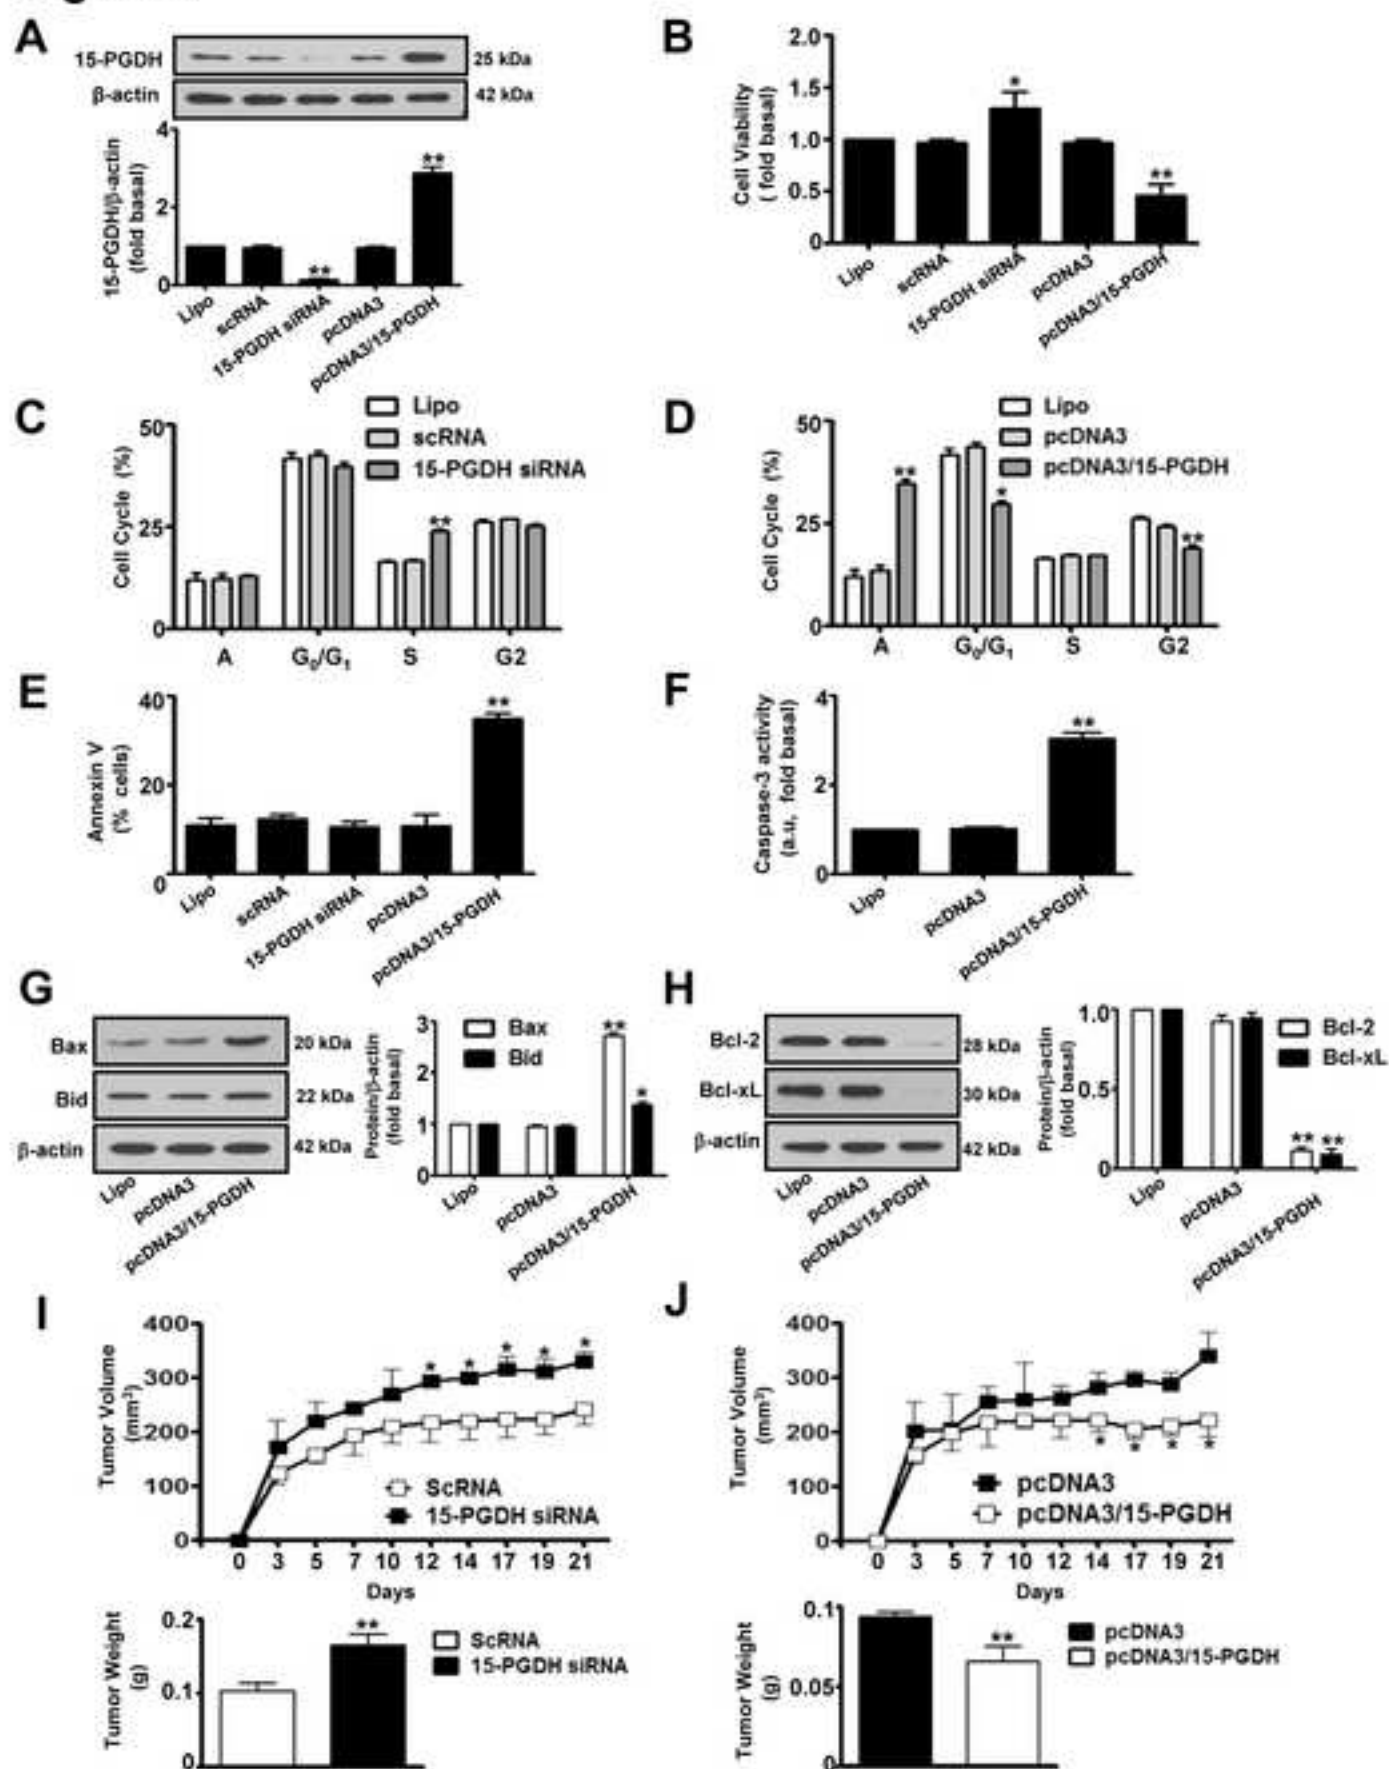 A
15-PGDH
25 kDa
β-actin
42 kDa
15-PGDH/β-actin
(fold basal)
4
2
0
**
**
Lipo
scRNA
15-PGDH siRNA
pcDNA3
pcDNA3/15-PGDH
B
Cell Viability
( fold basal)
2.0
1.5
1.0
0.5
0
*
**
Lipo
scRNA
15-PGDH siRNA
pcDNA3
pcDNA3/15-PGDH
C
Cell Cycle (%)
50
25
0
Lipo
scRNA
15-PGDH siRNA
**
A
G0/G1
S
G2
D
Cell Cycle (%)
50
25
0
Lipo
pcDNA3
pcDNA3/15-PGDH
**
*
**
A
G0/G1
S
G2
E
Annexin V
(% cells)
40
20
0
**
Lipo
scRNA
15-PGDH siRNA
pcDNA3
pcDNA3/15-PGDH
F
Caspase-3 activity
(a.u, fold basal)
4
2
0
**
Lipo
pcDNA3
pcDNA3/15-PGDH
G
Bax
20 kDa
Bid
22 kDa
β-actin
42 kDa
Lipo
pcDNA3
pcDNA3/15-PGDH
Protein/β-actin
(fold basal)
3
2
1
0
Bax
Bid
**
*
Lipo
pcDNA3
pcDNA3/15-PGDH
H
Bcl-2
28 kDa
Bcl-xL
30 kDa
β-actin
42 kDa
Lipo
pcDNA3
pcDNA3/15-PGDH
Protein/β-actin
(fold basal)
1.0
0.5
0
Bcl-2
Bcl-xL
**
**
Lipo
pcDNA3
pcDNA3/15-PGDH
I
Tumor Volume
(mm3)
400
300
200
100
0
* * * * *
ScRNA
15-PGDH siRNA
0 3 5 7 10 12 14 17 19 21
Days
Tumor Weight
(g)
0.2
0.1
0
**
ScRNA
15-PGDH siRNA
J
Tumor Volume
(mm3)
400
300
200
100
0
* * * *
pcDNA3
pcDNA3/15-PGDH
0 3 5 7 10 12 14 17 19 21
Days
Tumor Weight
(g)
0.1
0.05
0
**
pcDNA3
pcDNA3/15-PGDH